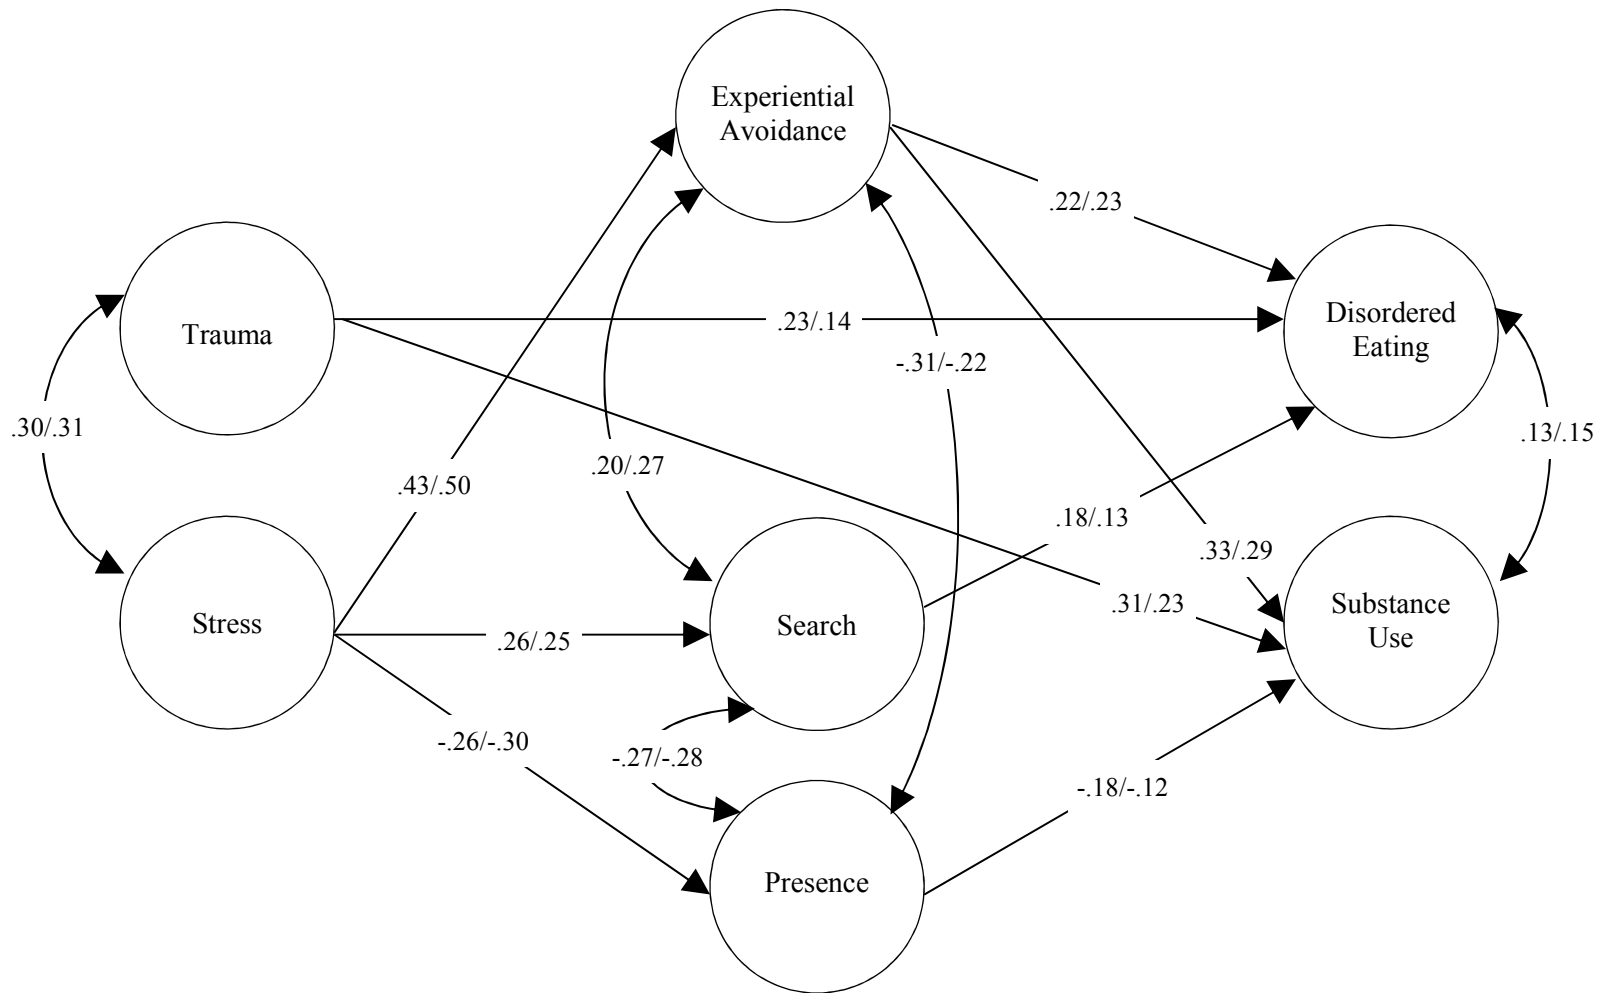 Experiential
Avoidance
.22/.23
Disordered
Eating
Trauma
.23/.14
-.31/-.22
.30/.31
.13/.15
.20/.27
.43/.50
.18/.13
.33/.29
Stress
.26/.25
Search
.31/.23
Substance
Use
-.26/-.30
-.27/-.28
-.18/-.12
Presence